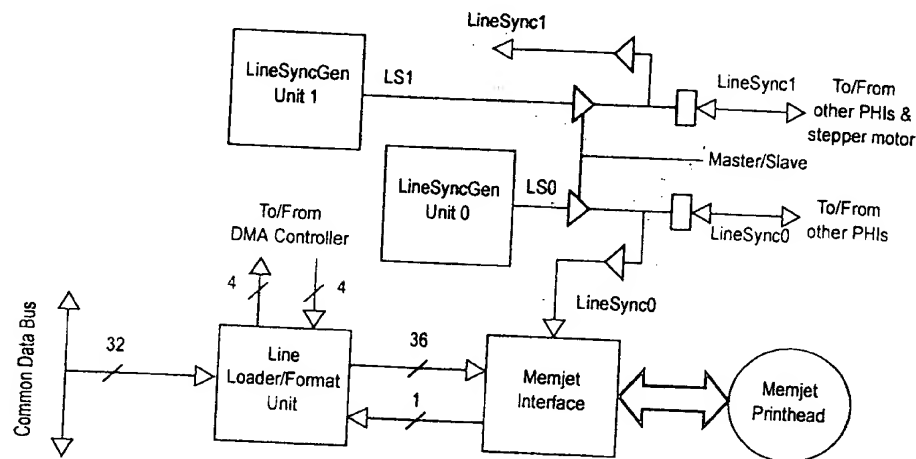 LineSync1
LineSyncGen
Unit 1
LS1
LineSync1
To/From
other PHIs &
stepper motor
Master/Slave
LineSyncGen
Unit 0
LS0
LineSync0
To/From
other PHIs
To/From
DMA Controller
4
4
LineSync0
Common Data Bus
32
Line
Loader/Format
Unit
36
1
Memjet
Interface
Memjet
Printhead